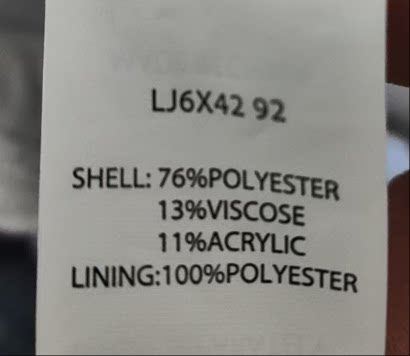 LJ6X42 92
SHELL: 76%POLYESTER
13%VISCOSE
11%ACRYLIC
LINING:100%POLYESTER